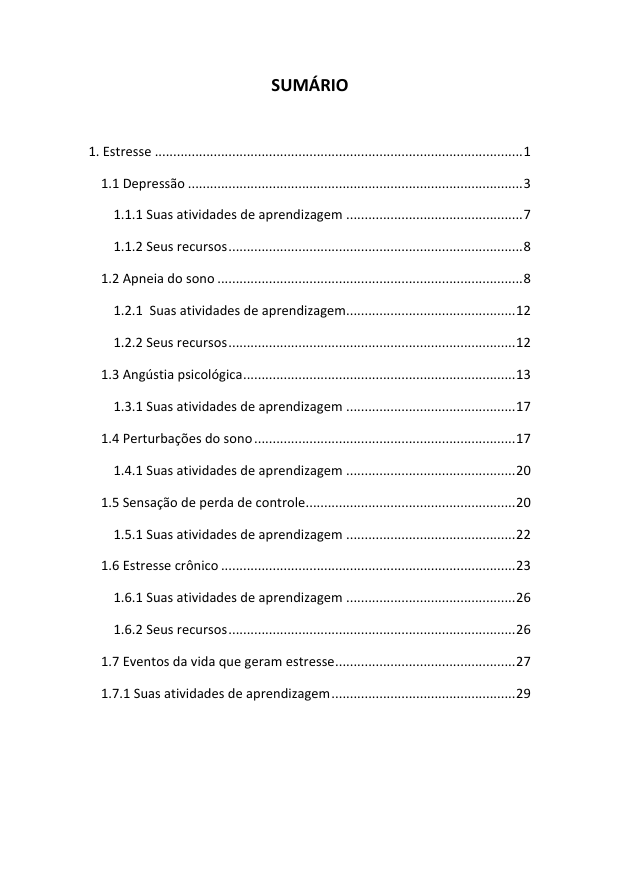 SUMÁRIO
1. Estresse ........................................................................................................1
1.1 Depressão ................................................................................................3
1.1.1 Suas atividades de aprendizagem ..............................................7
1.1.2 Seus recursos..............................................................................8
1.2 Apneia do sono ........................................................................................8
1.2.1  Suas atividades de aprendizagem..............................................12
1.2.2 Seus recursos..............................................................................12
1.3 Angústia psicológica..........................................................................13
1.3.1 Suas atividades de aprendizagem ..............................................17
1.4 Perturbações do sono ........................................................................17
1.4.1 Suas atividades de aprendizagem ..............................................20
1.5 Sensação de perda de controle..........................................................20
1.5.1 Suas atividades de aprendizagem ..............................................22
1.6 Estresse crônico ................................................................................23
1.6.1 Suas atividades de aprendizagem ..............................................26
1.6.2 Seus recursos..............................................................................26
1.7 Eventos da vida que geram estresse.................................................27
1.7.1 Suas atividades de aprendizagem..................................................29